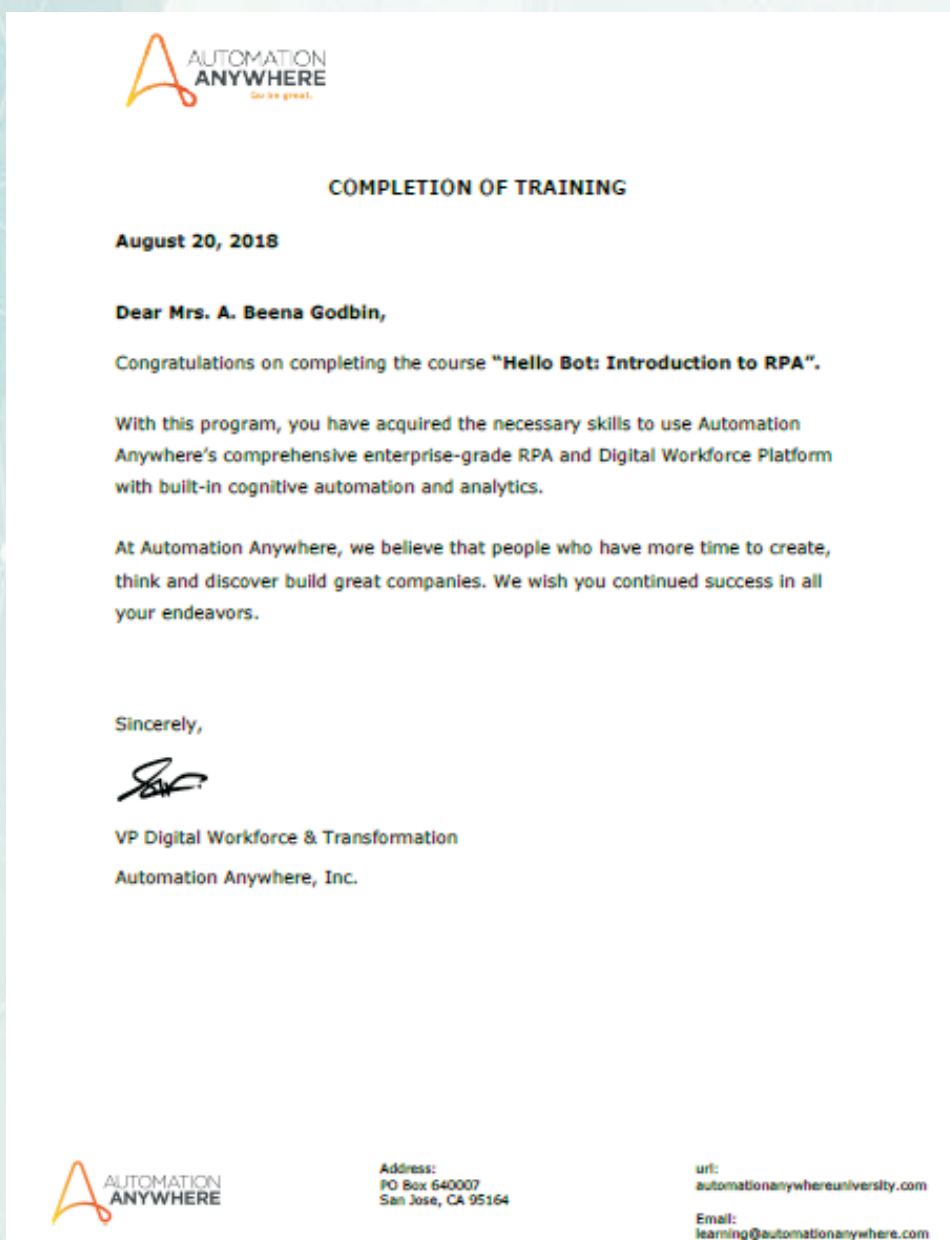 AUTOMATION
ANYWHERE
Go be great.
COMPLETION OF TRAINING
August 20, 2018
Dear Mrs. A. Beena Godbin,
Congratulations on completing the course “Hello Bot: Introduction to RPA”.
With this program, you have acquired the necessary skills to use Automation
Anywhere’s comprehensive enterprise-grade RPA and Digital Workforce Platform
with built-in cognitive automation and analytics.
At Automation Anywhere, we believe that people who have more time to create,
think and discover build great companies. We wish you continued success in all
your endeavors.
Sincerely,
VP Digital Workforce & Transformation
Automation Anywhere, Inc.
AUTOMATION
ANYWHERE
Address:
PO Box 640007
San Jose, CA 95164
url:
automationanywhereuniversity.com
Email:
learning@automationanywhere.com